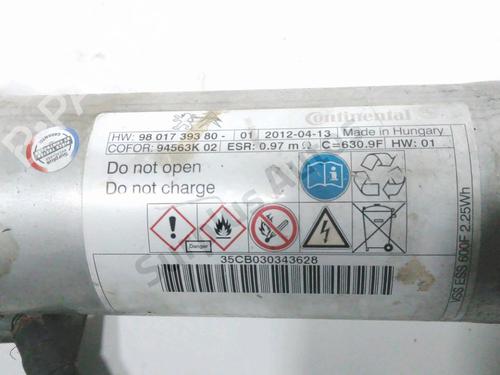 Continental
HW: 98 017 393 80 - 01 2012-04-13 Made in Hungary
COFOR: 94563K 02 ESR: 0.97 mΩ C=630.9F HW: 01
Do not open
Do not charge
Danger
35CB030343628
VSS ESS 600F 2.25Wh